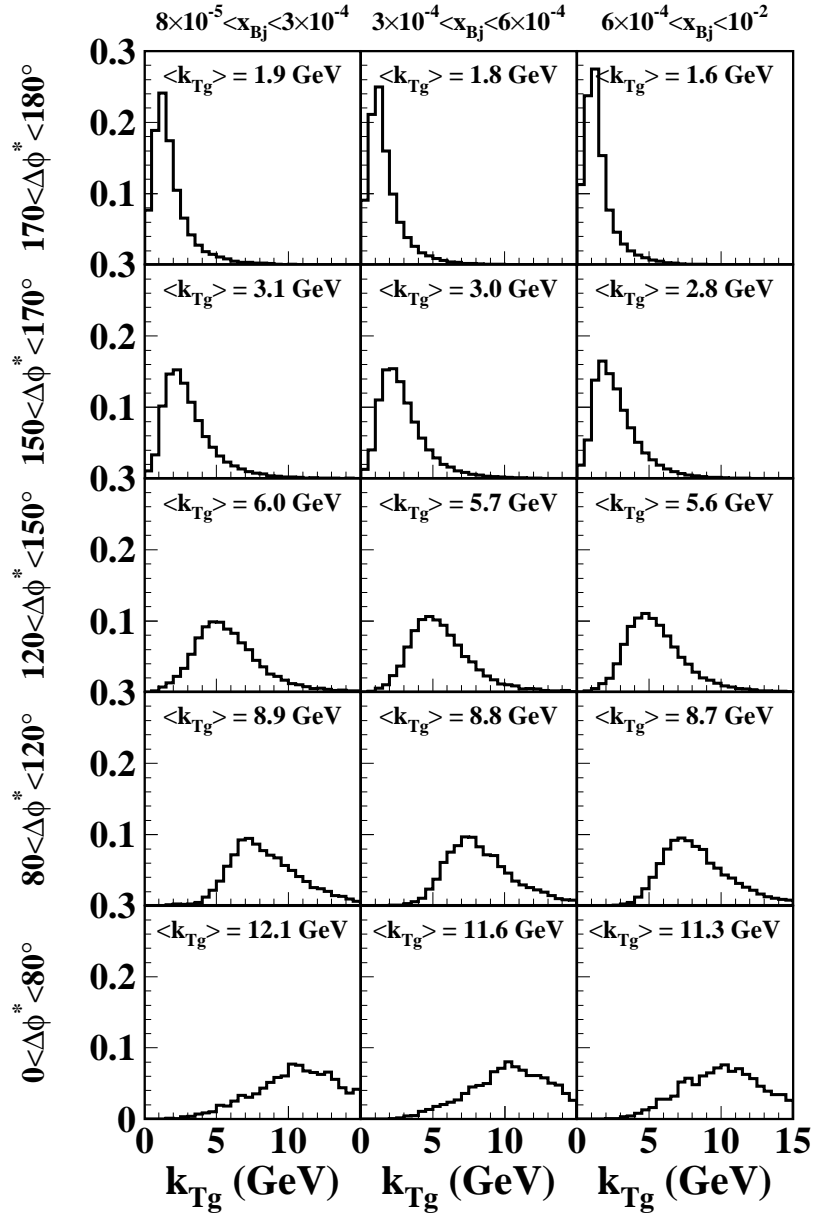 8×10⁻⁵<x_Bj<3×10⁻⁴ 3×10⁻⁴<x_Bj<6×10⁻⁴ 6×10⁻⁴<x_Bj<10⁻²
170<Δϕ* <180°
0.3
0.2
0.1
<k_Tg> = 1.9 GeV <k_Tg> = 1.8 GeV <k_Tg> = 1.6 GeV
150<Δϕ* <170°
0.3
0.2
0.1
<k_Tg> = 3.1 GeV <k_Tg> = 3.0 GeV <k_Tg> = 2.8 GeV
120<Δϕ* <150°
0.3
0.2
0.1
<k_Tg> = 6.0 GeV <k_Tg> = 5.7 GeV <k_Tg> = 5.6 GeV
80<Δϕ* <120°
0.3
0.2
0.1
<k_Tg> = 8.9 GeV <k_Tg> = 8.8 GeV <k_Tg> = 8.7 GeV
0<Δϕ* <80°
0.3
0.2
0.1
0
<k_Tg> = 12.1 GeV <k_Tg> = 11.6 GeV <k_Tg> = 11.3 GeV
0 5 10 0 5 10 0 5 10 15
k_Tg (GeV) k_Tg (GeV) k_Tg (GeV)